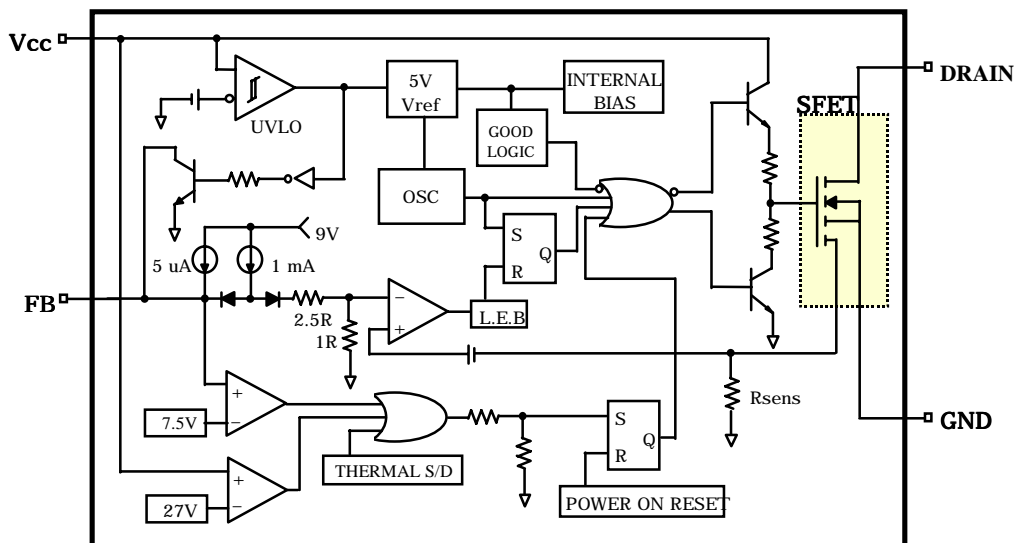 Vcc
DRAIN
5V
Vref
INTERNAL
BIAS
SFET
UVLO
GOOD
LOGIC
OSC
9V
S
Q
R
5 uA
1 mA
FB
−
+
2.5R
1R
L.E.B
Rsens
+
−
7.5V
GND
S
Q
R
THERMAL S/D
+
−
27V
POWER ON RESET